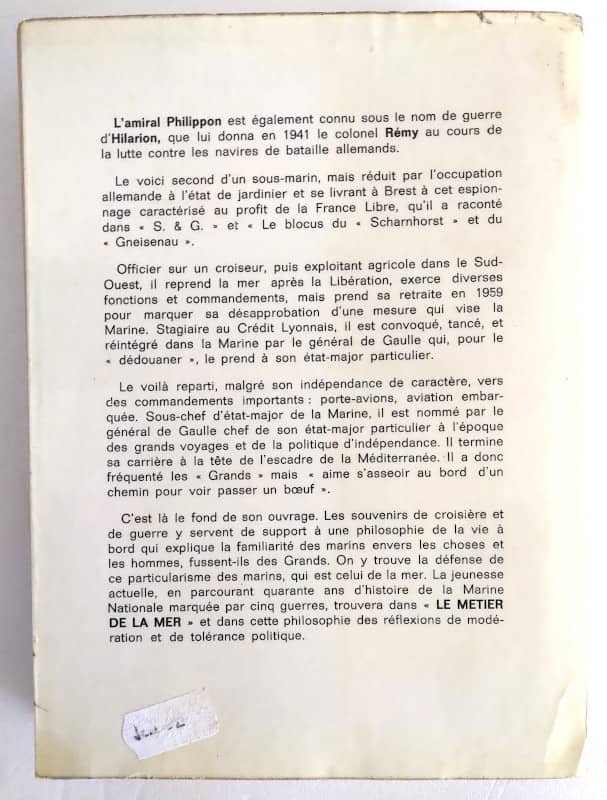 L'amiral Philippon est également connu sous le nom de guerre
d'Hilarion, que lui donna en 1941 le colonel Rémy au cours de
la lutte contre les navires de bataille allemands.
Le voici second d'un sous-marin, mais réduit par l'occupation
allemande à l'état de jardinier et se livrant à Brest à cet espion-
nage caractérisé au profit de la France Libre, qu'il a raconté
dans « S. & G. » et « Le blocus du « Scharnhorst » et du
« Gneisenau ».
Officier sur un croiseur, puis exploitant agricole dans le Sud-
Ouest, il reprend la mer après la Libération, exerce diverses
fonctions et commandements, mais prend sa retraite en 1959
pour marquer sa désapprobation d'une mesure qui vise la
Marine. Stagiaire au Crédit Lyonnais, il est convoqué, tancé, et
réintégré dans la Marine par le général de Gaulle qui, pour le
« dédouaner », le prend à son état-major particulier.
Le voilà reparti, malgré son indépendance de caractère, vers
des commandements importants : porte-avions, aviation embar-
quée. Sous-chef d'état-major de la Marine, il est nommé par le
général de Gaulle chef de son état-major particulier à l'époque
des grands voyages et de la politique d'indépendance. Il termine
sa carrière à la tête de l'escadre de la Méditerranée. Il a donc
fréquenté les « Grands » mais « aime s'asseoir au bord d'un
chemin pour voir passer un bœuf ».
C'est là le fond de son ouvrage. Les souvenirs de croisière et
de guerre y servent de support à une philosophie de la vie à
bord qui explique la familiarité des marins envers les choses et
les hommes, fussent-ils des Grands. On y trouve la défense de
ce particularisme des marins, qui est celui de la mer. La jeunesse
actuelle, en parcourant quarante ans d'histoire de la Marine
Nationale marquée par cinq guerres, trouvera dans « LE METIER
DE LA MER » et dans cette philosophie des réflexions de modé-
ration et de tolérance politique.